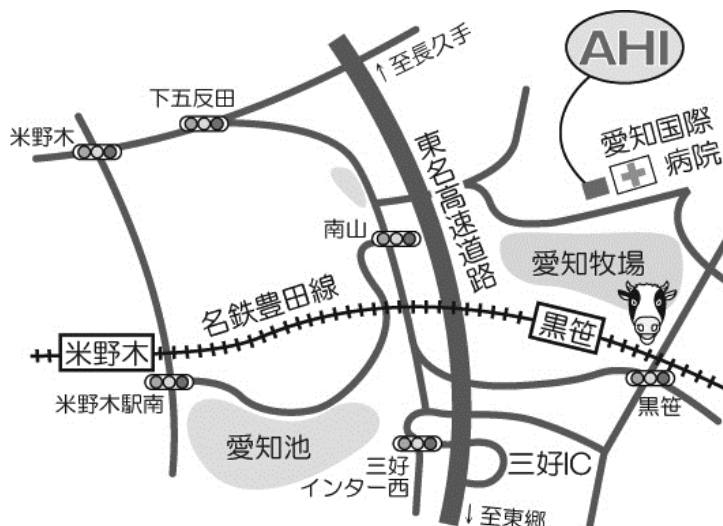 AHI
↑至長久手
下五反田
米野木
愛知国際
病院
東名高速道路
南山
愛知牧場
名鉄豊田線
黒笹
米野木
米野木駅南
黒笹
愛知池
三好
インター西
三好IC
↓至東郷